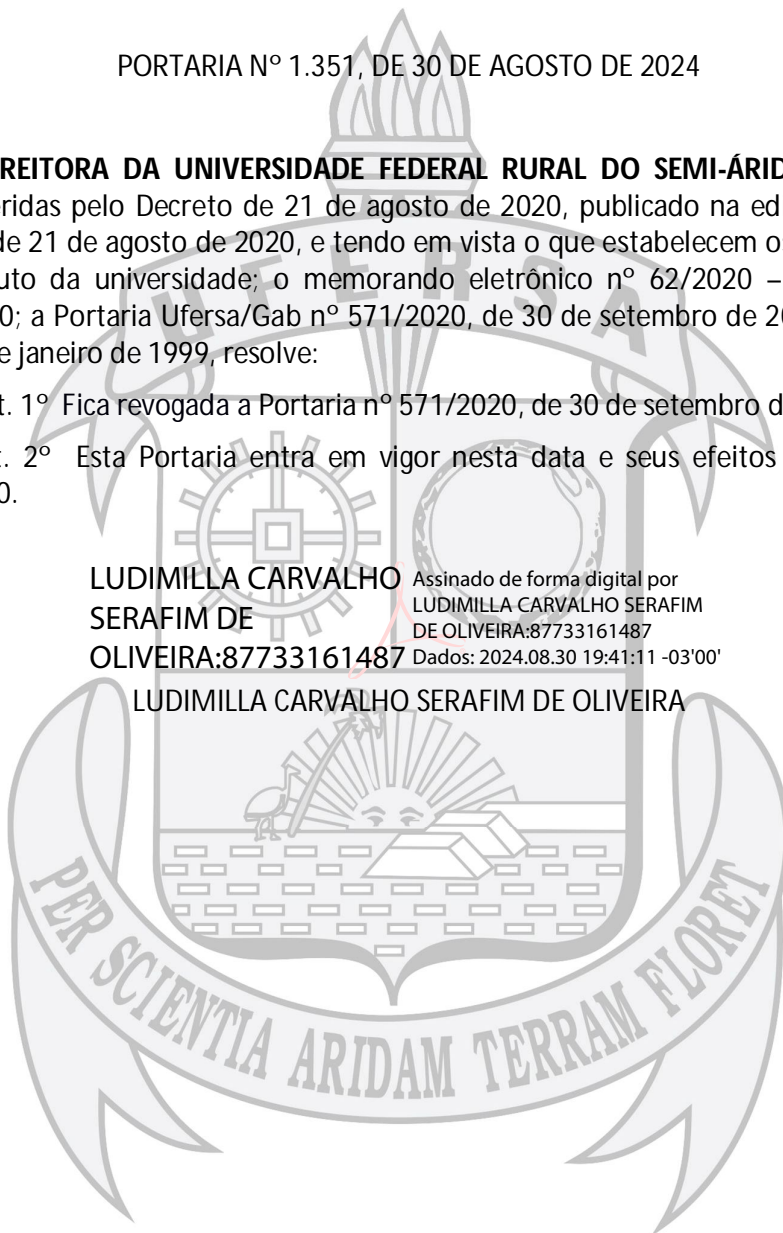 PORTARIA Nº 1.351, DE 30 DE AGOSTO DE 2024
REITORA DA UNIVERSIDADE FEDERAL RURAL DO
eridas pelo Decreto de 21 de agosto de 2020, publicado na ed
de 21 de agosto de 2020, e tendo em vista o que estabelecem o
uto da universidade; o memorando eletrônico nº 62/2020 –
0; a Portaria Ufersa/Gab nº 571/2020, de 30 de setembro de
e janeiro de 1999, resolve:
t. 1º Fica revogada a Portaria nº 571/2020, de 30 de setembro d
t. 2º Esta Portaria entra em vigor nesta data e seus efeitos
0.
LUDIMILLA CARVALHO
SERAFIM DE
OLIVEIRA:87733161487
Assinado de forma digital por
LUDIMILLA CARVALHO SERAFIM
DE OLIVEIRA:87733161487
Dados: 2024.08.30 19:41:11 -03'00'
LUDIMILLA CARVALHO SERAFIM DE OLIVEIRA
UFERSA
PER SCIENTIA ARIDAM TERRAM FLORET